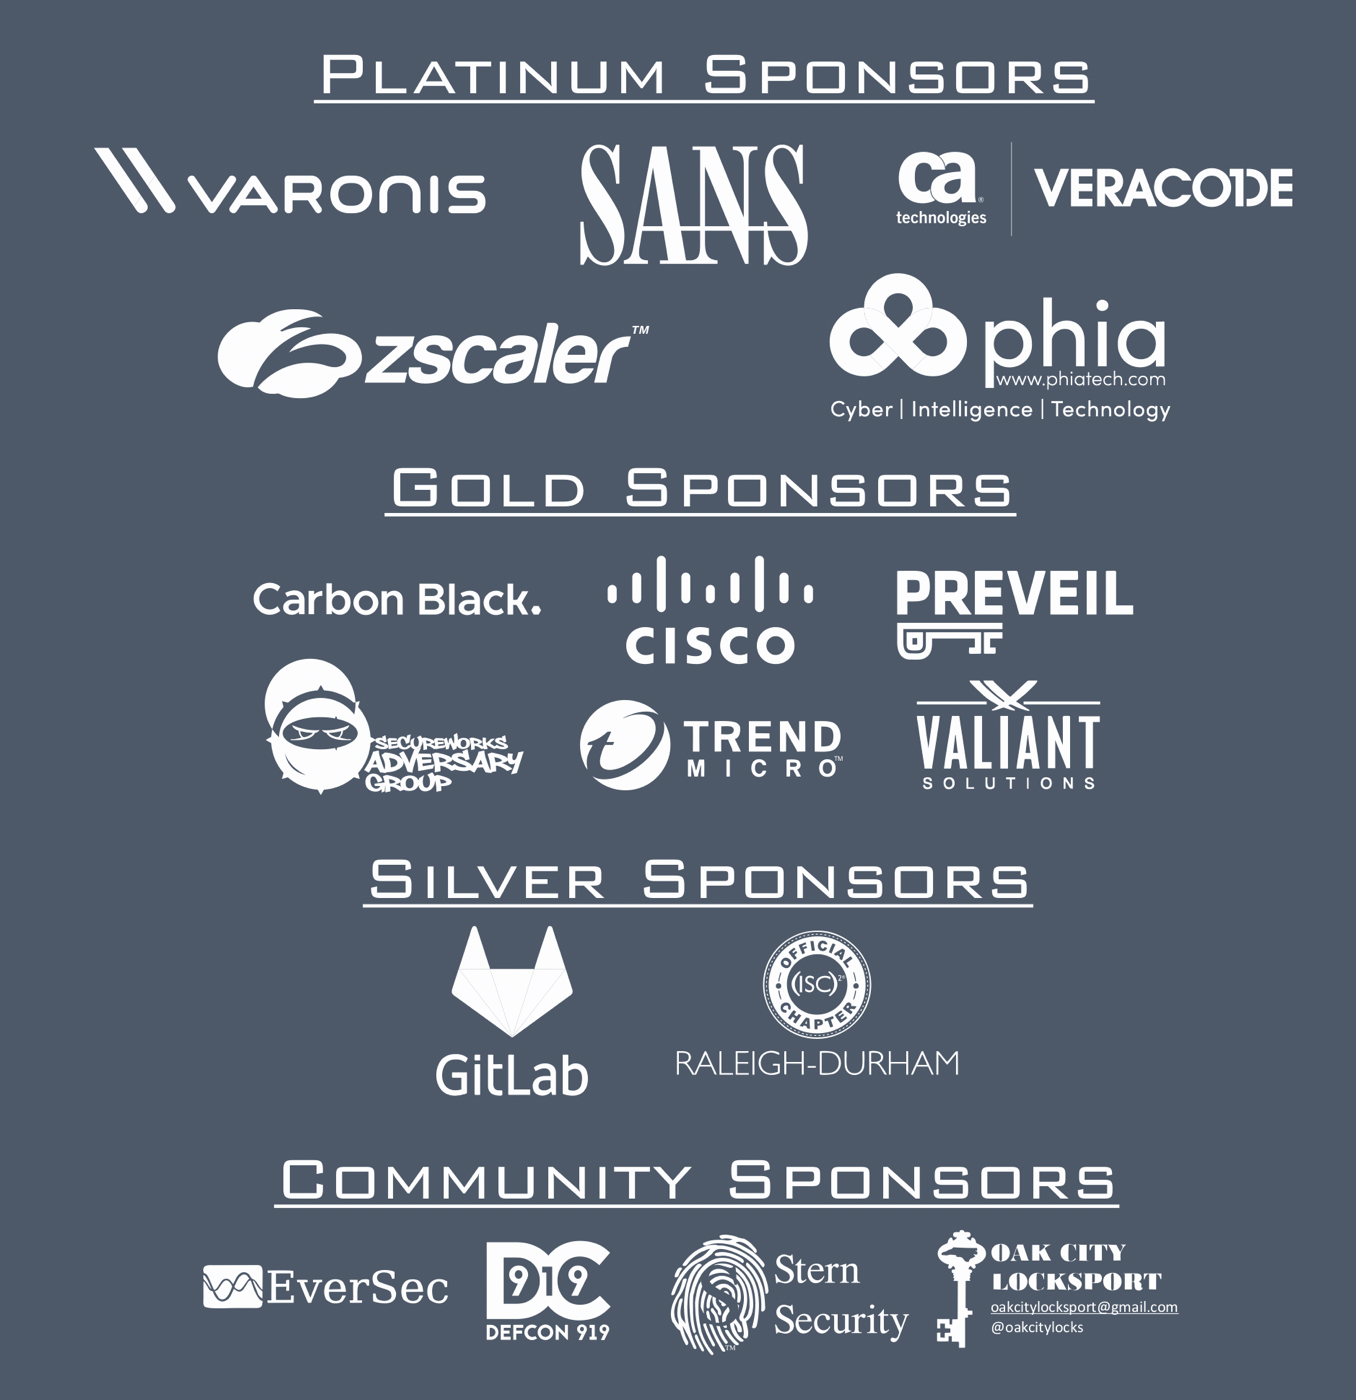 PLATINUM SPONSORS
VARONIS
SANS
ca
technologies
VERACODE
zscaler™
phia
www.phiatech.com
Cyber | Intelligence | Technology
GOLD SPONSORS
Carbon Black.
CISCO
PREVEIL
SECUREWORKS
ADVERSARY
GROUP
TREND
MICRO™
VALIANT
SOLUTIONS
SILVER SPONSORS
GitLab
OFFICIAL
(ISC)²®
CHAPTER
RALEIGH-DURHAM
COMMUNITY SPONSORS
EverSec
DC
919
DEFCON 919
Stern
Security
™
OAK CITY
LOCKSPORT
oakcitylocksport@gmail.com
@oakcitylocks